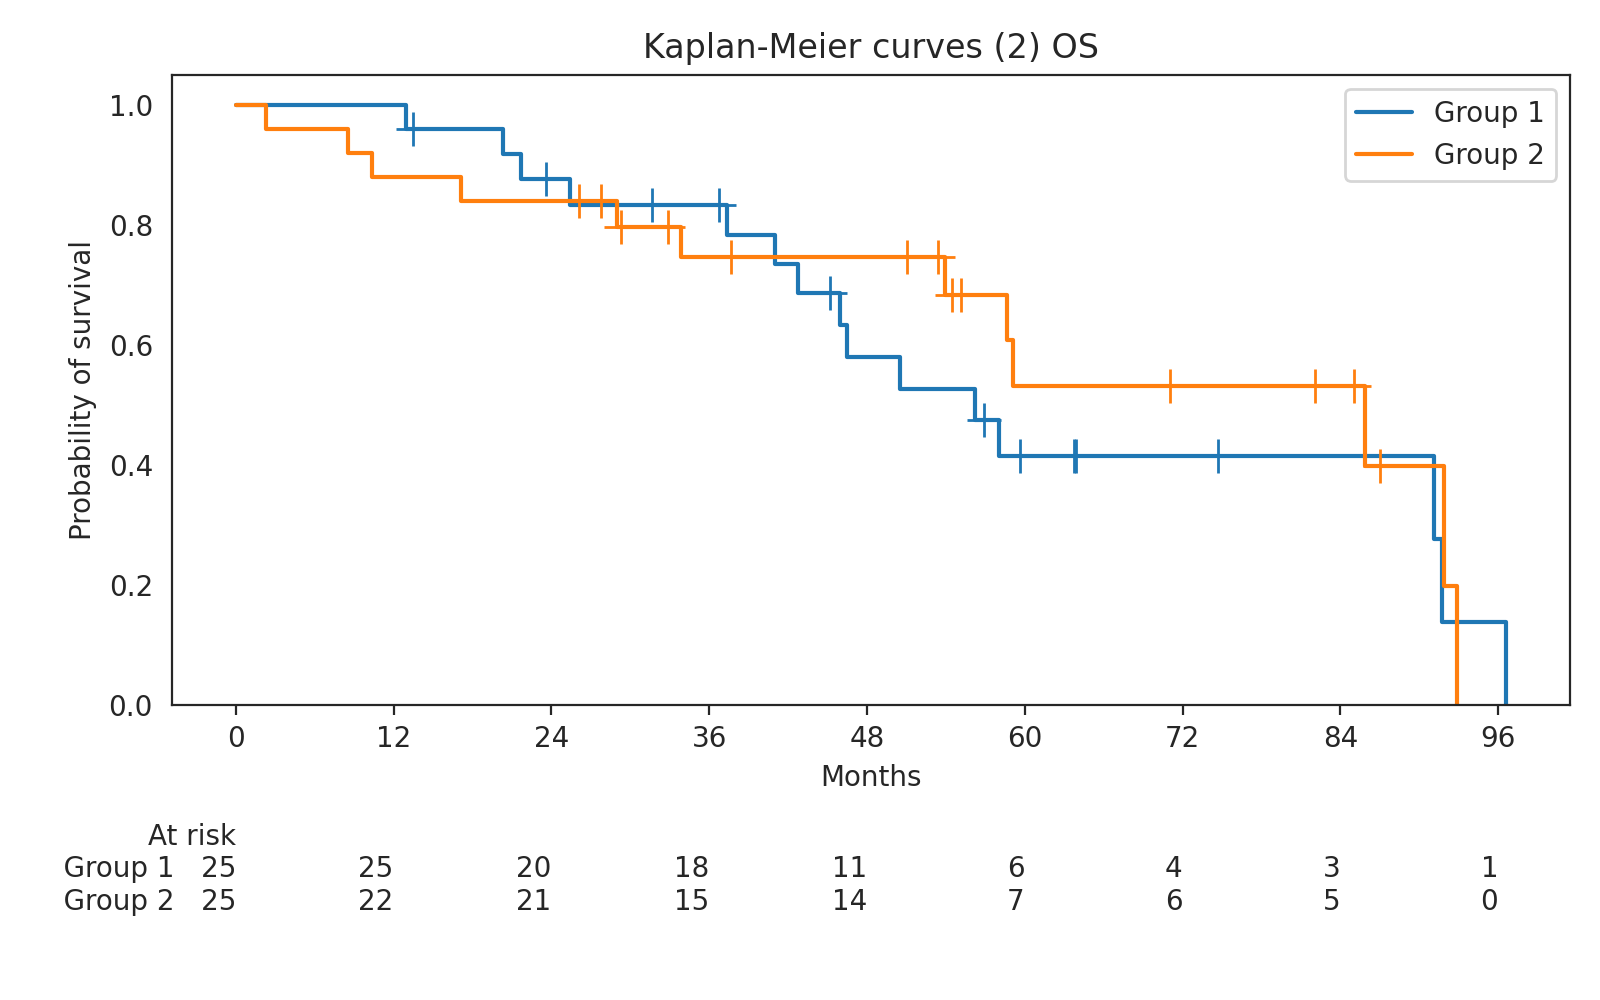 Kaplan-Meier curves (2) OS
Group 1
Group 2
Probability of survival
1.0
0.8
0.6
0.4
0.2
0.0
0 12 24 36 48 60 72 84 96
Months
At risk
Group 1 25 25 20 18 11 6 4 3 1
Group 2 25 22 21 15 14 7 6 5 0